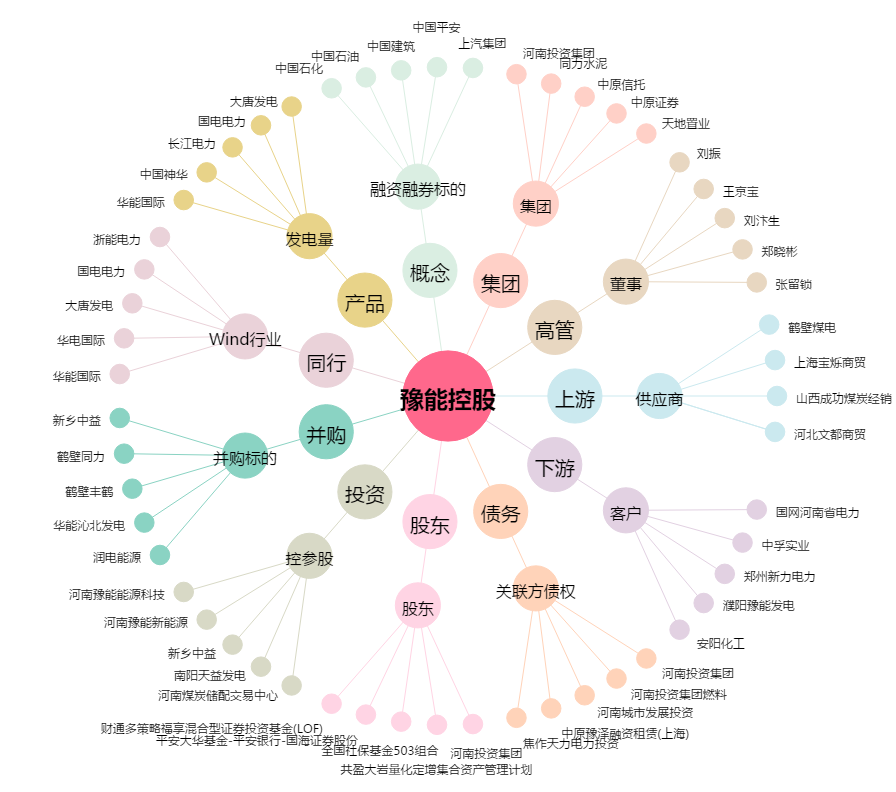 豫能控股
概念
融资融券标的
中国石化
中国石油
中国建筑
中国平安
上汽集团
集团
集团
河南投资集团
同力水泥
中原信托
中原证券
天地置业
高管
董事
刘振
王京宝
刘汴生
郑晓彬
张留锁
上游
供应商
鹤壁煤电
上海宝烁商贸
山西成功煤炭经销
河北文都商贸
下游
客户
国网河南省电力
中孚实业
郑州新力电力
濮阳豫能发电
安阳化工
债务
关联方债权
河南投资集团
河南投资集团燃料
河南城市发展投资
中原豫泽融资租赁(上海)
焦作天力电力投资
股东
股东
河南投资集团
共盈大岩量化定增集合资产管理计划
全国社保基金503组合
平安大华基金-平安银行-国海证券股份
财通多策略福享混合型证券投资基金(LOF)
投资
控参股
河南煤炭储配交易中心
南阳天益发电
新乡中益
河南豫能新能源
河南豫能能源科技
并购
并购标的
润电能源
华能沁北发电
鹤壁丰鹤
鹤壁同力
新乡中益
同行
Wind行业
华能国际
华电国际
大唐发电
国电电力
浙能电力
产品
发电量
华能国际
中国神华
长江电力
国电电力
大唐发电